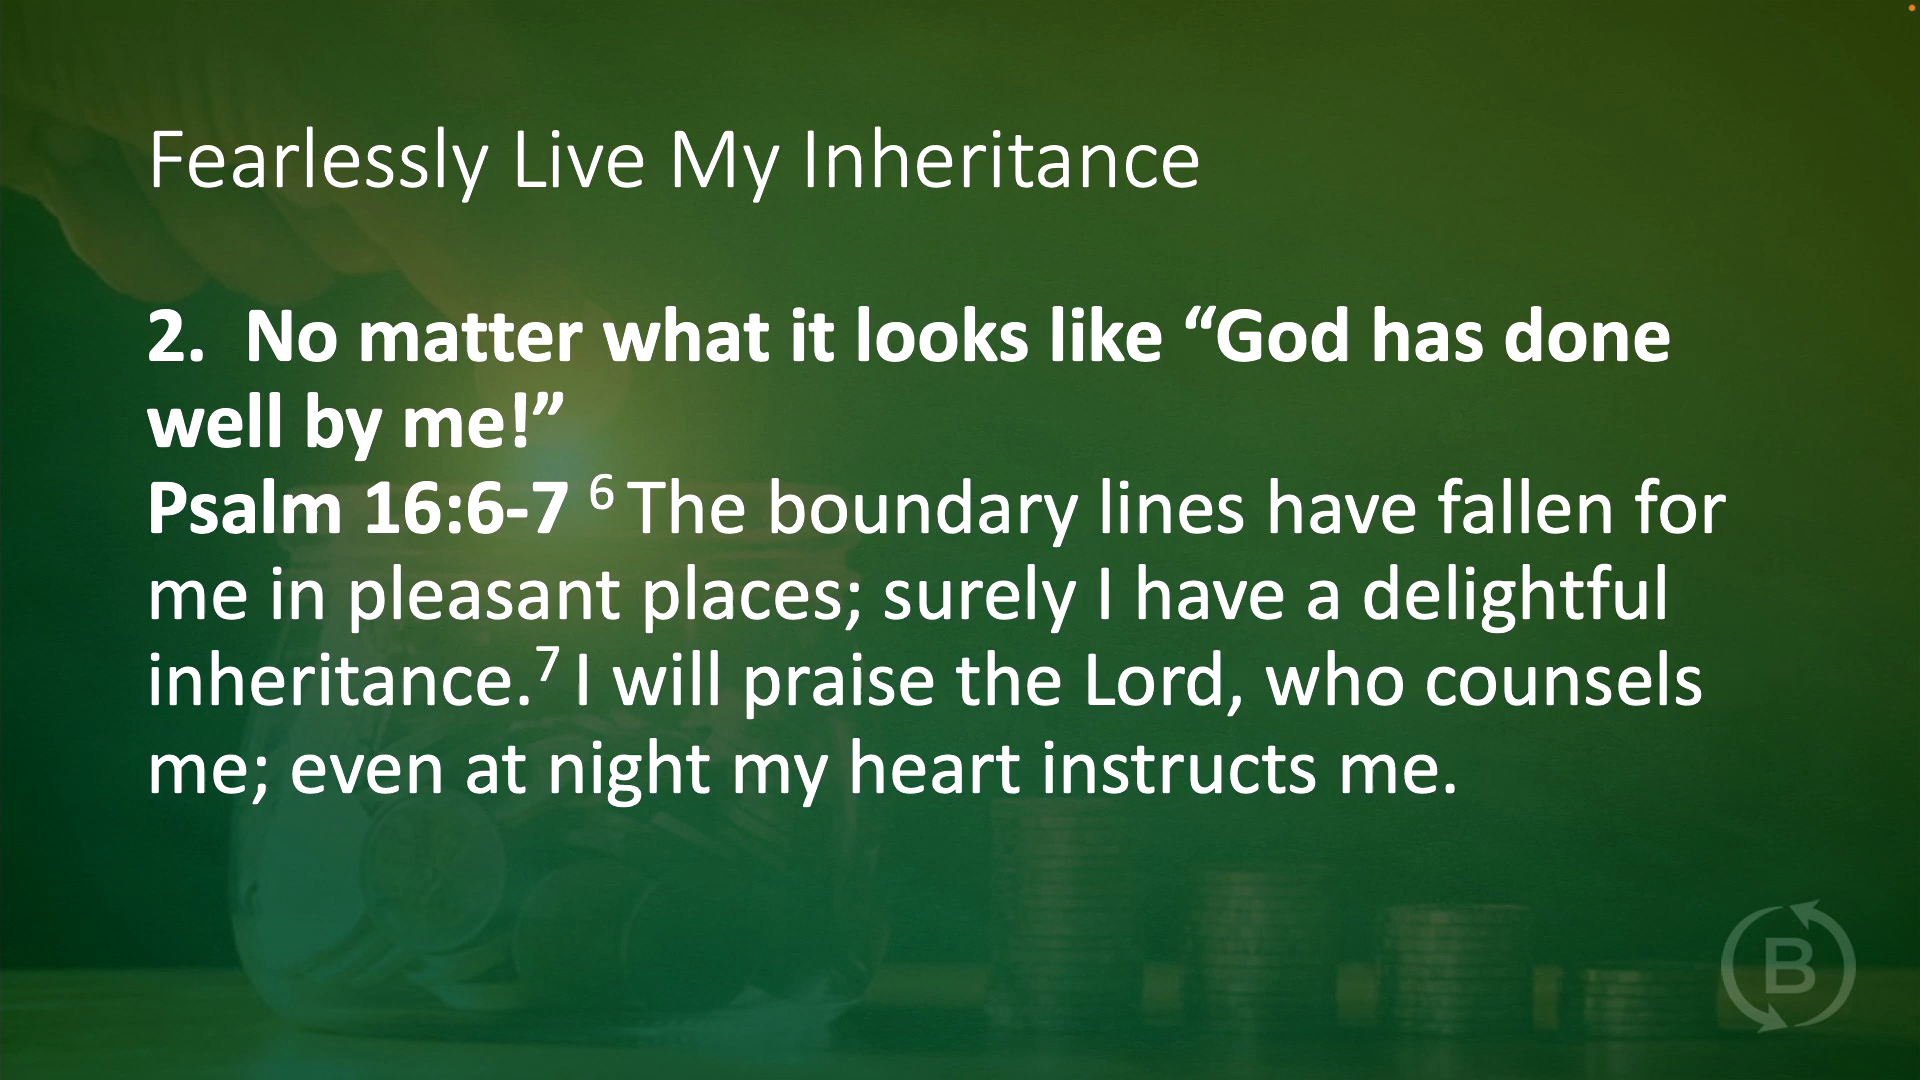 Fearlessly Live My Inheritance
2. No matter what it looks like “God has done
well by me!”
Psalm 16:6-7 6 The boundary lines have fallen for
me in pleasant places; surely I have a delightful
inheritance.7 I will praise the Lord, who counsels
me; even at night my heart instructs me.
B